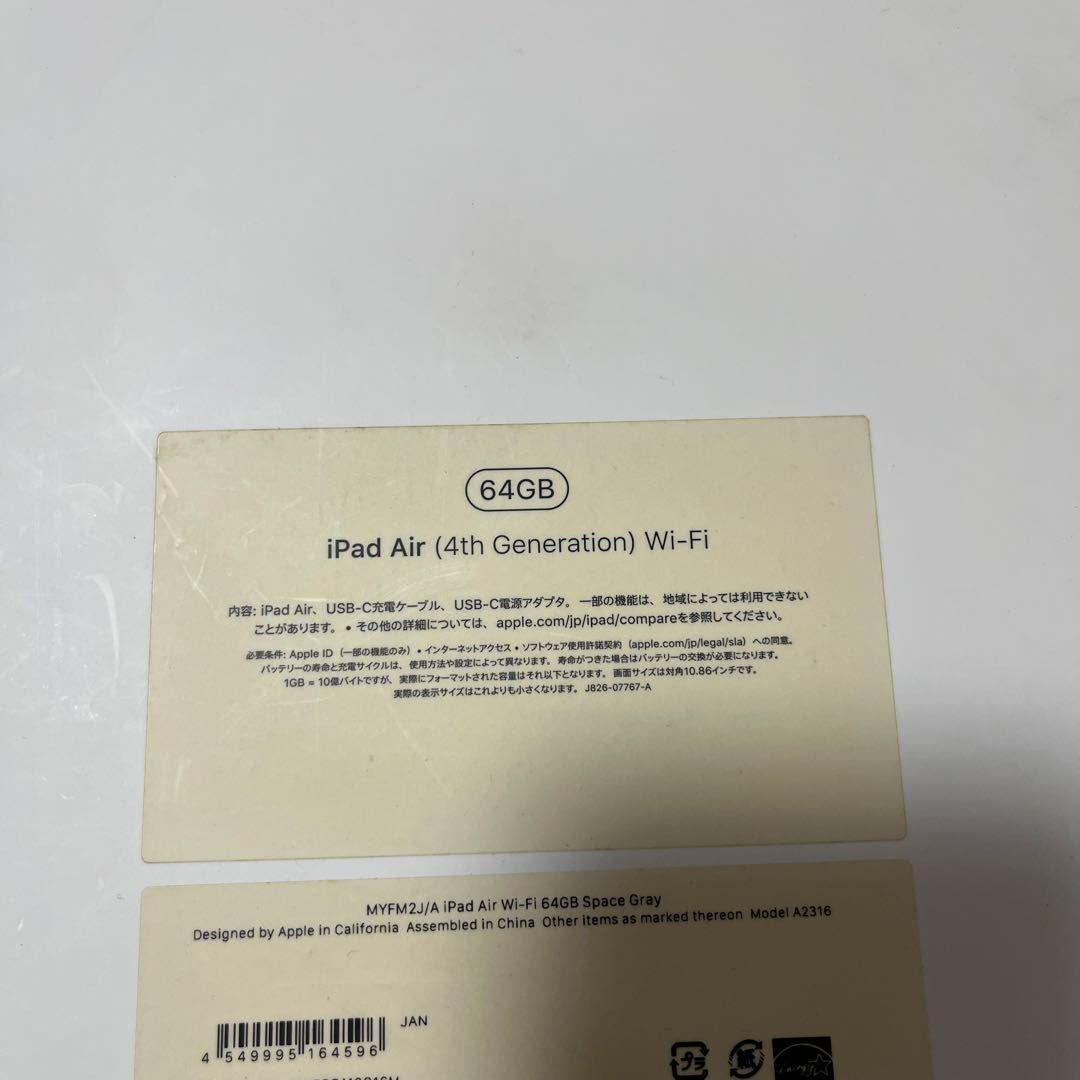 64GB
iPad Air (4th Generation) Wi-Fi
内容: iPad Air、USB-C充電ケーブル、USB-C電源アダプタ。一部の機能は、地域によっては利用できない
ことがあります。• その他の詳細については、apple.com/jp/ipad/compareを参照してください。
必要条件: Apple ID（一部の機能のみ）• インターネットアクセス • ソフトウェア使用許諾契約（apple.com/jp/legal/sla）への同意。
バッテリーの寿命と充電サイクルは、使用方法や設定によって異なります。寿命がつきた場合はバッテリーの交換が必要になります。
1GB = 10億バイトですが、実際にフォーマットされた容量はそれ以下となります。画面サイズは対角10.86インチです。
実際の表示サイズはこれよりも小さくなります。J826-07767-A
MYFM2J/A iPad Air Wi-Fi 64GB Space Gray
Designed by Apple in California Assembled in China Other items as marked thereon Model A2316
JAN
4 549995 164596
プラ
紙